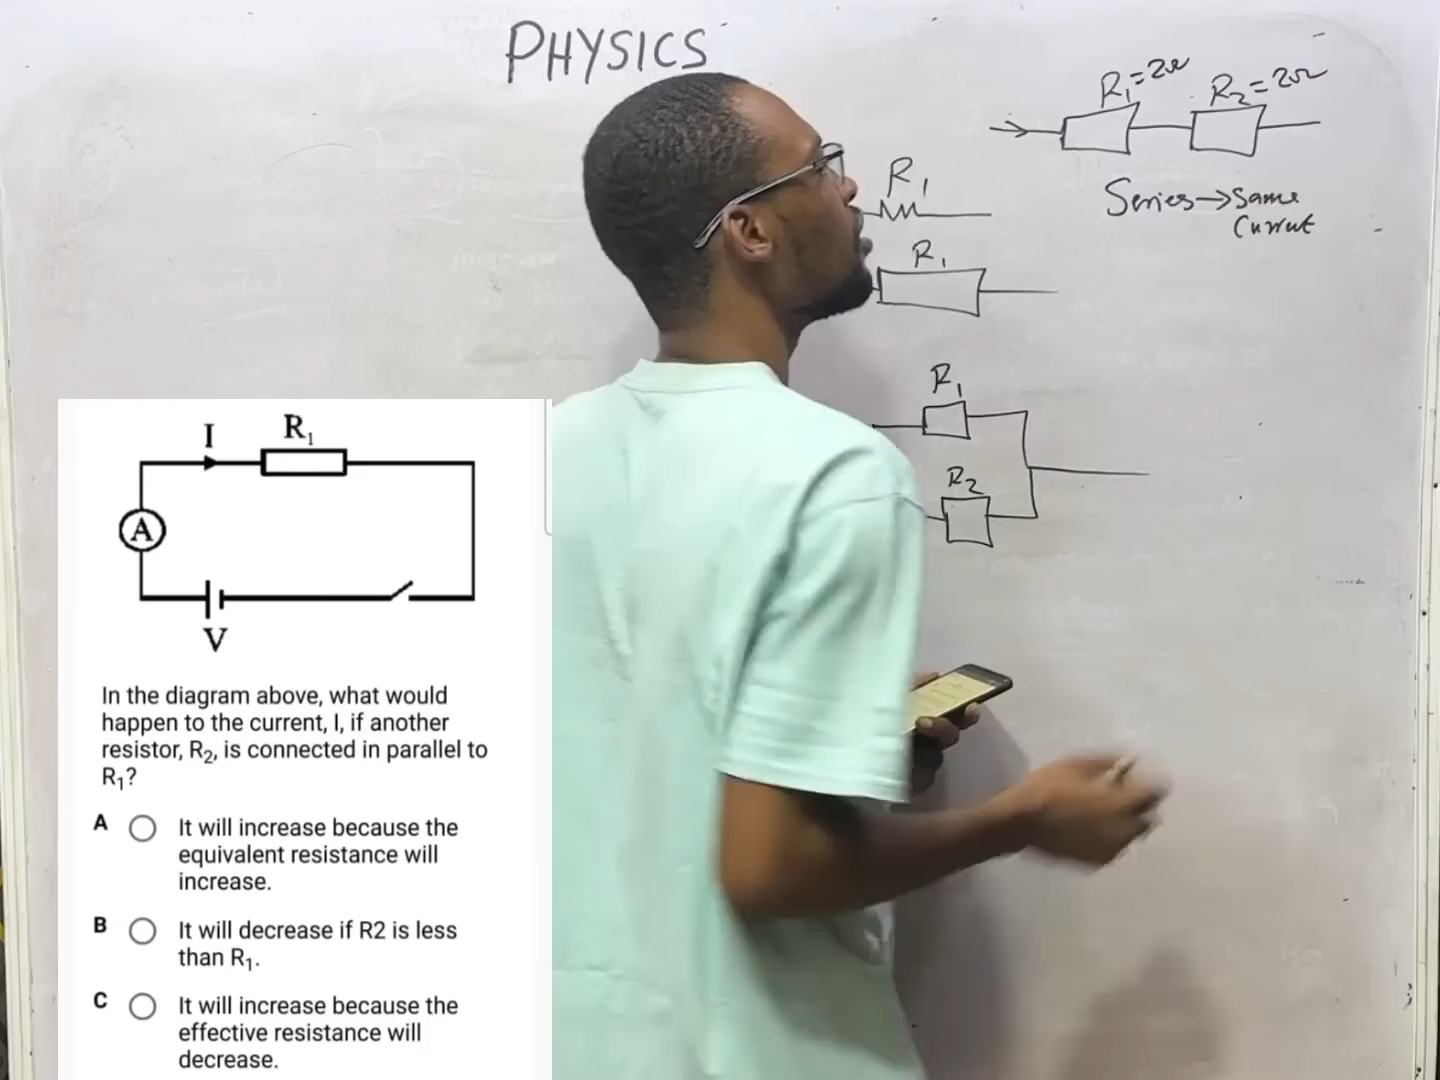 PHYSICS
R₁=2Ω R₂=2Ω
Series→Same
Current
R₁
R₁
R₁
R₂
I
R₁
A
V
In the diagram above, what would
happen to the current, I, if another
resistor, R₂, is connected in parallel to
R₁?
A It will increase because the
equivalent resistance will
increase.
B It will decrease if R2 is less
than R₁.
C It will increase because the
effective resistance will
decrease.